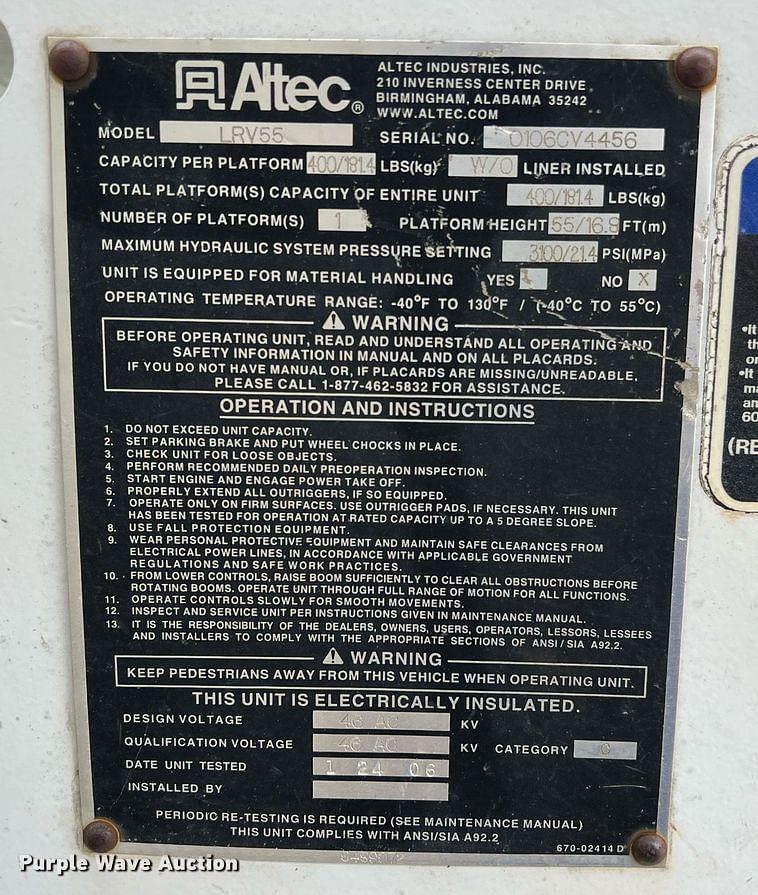 Altec®
ALTEC INDUSTRIES, INC.
210 INVERNESS CENTER DRIVE
BIRMINGHAM, ALABAMA 35242
WWW.ALTEC.COM
MODEL LRV55 SERIAL NO. 0106CV4456
CAPACITY PER PLATFORM 400/181.4 LBS(kg) W/O LINER INSTALLED
TOTAL PLATFORM(S) CAPACITY OF ENTIRE UNIT 400/181.4 LBS(kg)
NUMBER OF PLATFORM(S) 1 PLATFORM HEIGHT 55/16.8 FT(m)
MAXIMUM HYDRAULIC SYSTEM PRESSURE SETTING 3100/21.4 PSI(MPa)
UNIT IS EQUIPPED FOR MATERIAL HANDLING YES NO X
OPERATING TEMPERATURE RANGE: -40°F TO 130°F / (-40°C TO 55°C)
WARNING
BEFORE OPERATING UNIT, READ AND UNDERSTAND ALL OPERATING AND
SAFETY INFORMATION IN MANUAL AND ON ALL PLACARDS.
IF YOU DO NOT HAVE MANUAL OR, IF PLACARDS ARE MISSING/UNREADABLE,
PLEASE CALL 1-877-462-5832 FOR ASSISTANCE.
OPERATION AND INSTRUCTIONS
1. DO NOT EXCEED UNIT CAPACITY.
2. SET PARKING BRAKE AND PUT WHEEL CHOCKS IN PLACE.
3. CHECK UNIT FOR LOOSE OBJECTS.
4. PERFORM RECOMMENDED DAILY PREOPERATION INSPECTION.
5. START ENGINE AND ENGAGE POWER TAKE OFF.
6. PROPERLY EXTEND ALL OUTRIGGERS, IF SO EQUIPPED.
7. OPERATE ONLY ON FIRM SURFACES. USE OUTRIGGER PADS, IF NECESSARY. THIS UNIT
HAS BEEN TESTED FOR OPERATION AT RATED CAPACITY UP TO A 5 DEGREE SLOPE.
8. USE FALL PROTECTION EQUIPMENT.
9. WEAR PERSONAL PROTECTIVE EQUIPMENT AND MAINTAIN SAFE CLEARANCES FROM
ELECTRICAL POWER LINES, IN ACCORDANCE WITH APPLICABLE GOVERNMENT
REGULATIONS AND SAFE WORK PRACTICES.
10. FROM LOWER CONTROLS, RAISE BOOM SUFFICIENTLY TO CLEAR ALL OBSTRUCTIONS BEFORE
ROTATING BOOMS. OPERATE UNIT THROUGH FULL RANGE OF MOTION FOR ALL FUNCTIONS.
11. OPERATE CONTROLS SLOWLY FOR SMOOTH MOVEMENTS.
12. INSPECT AND SERVICE UNIT PER INSTRUCTIONS GIVEN IN MAINTENANCE MANUAL.
13. IT IS THE RESPONSIBILITY OF THE DEALERS, OWNERS, USERS, OPERATORS, LESSORS, LESSEES
AND INSTALLERS TO COMPLY WITH THE APPROPRIATE SECTIONS OF ANSI/SIA A92.2.
WARNING
KEEP PEDESTRIANS AWAY FROM THIS VEHICLE WHEN OPERATING UNIT.
THIS UNIT IS ELECTRICALLY INSULATED.
DESIGN VOLTAGE 46 AC KV
QUALIFICATION VOLTAGE 46 AC KV CATEGORY C
DATE UNIT TESTED 1 24 06
INSTALLED BY
PERIODIC RE-TESTING IS REQUIRED (SEE MAINTENANCE MANUAL)
THIS UNIT COMPLIES WITH ANSI/SIA A92.2
670-02414 D
•It
th
•It
ma
am
60
(RE
Purple Wave Auction